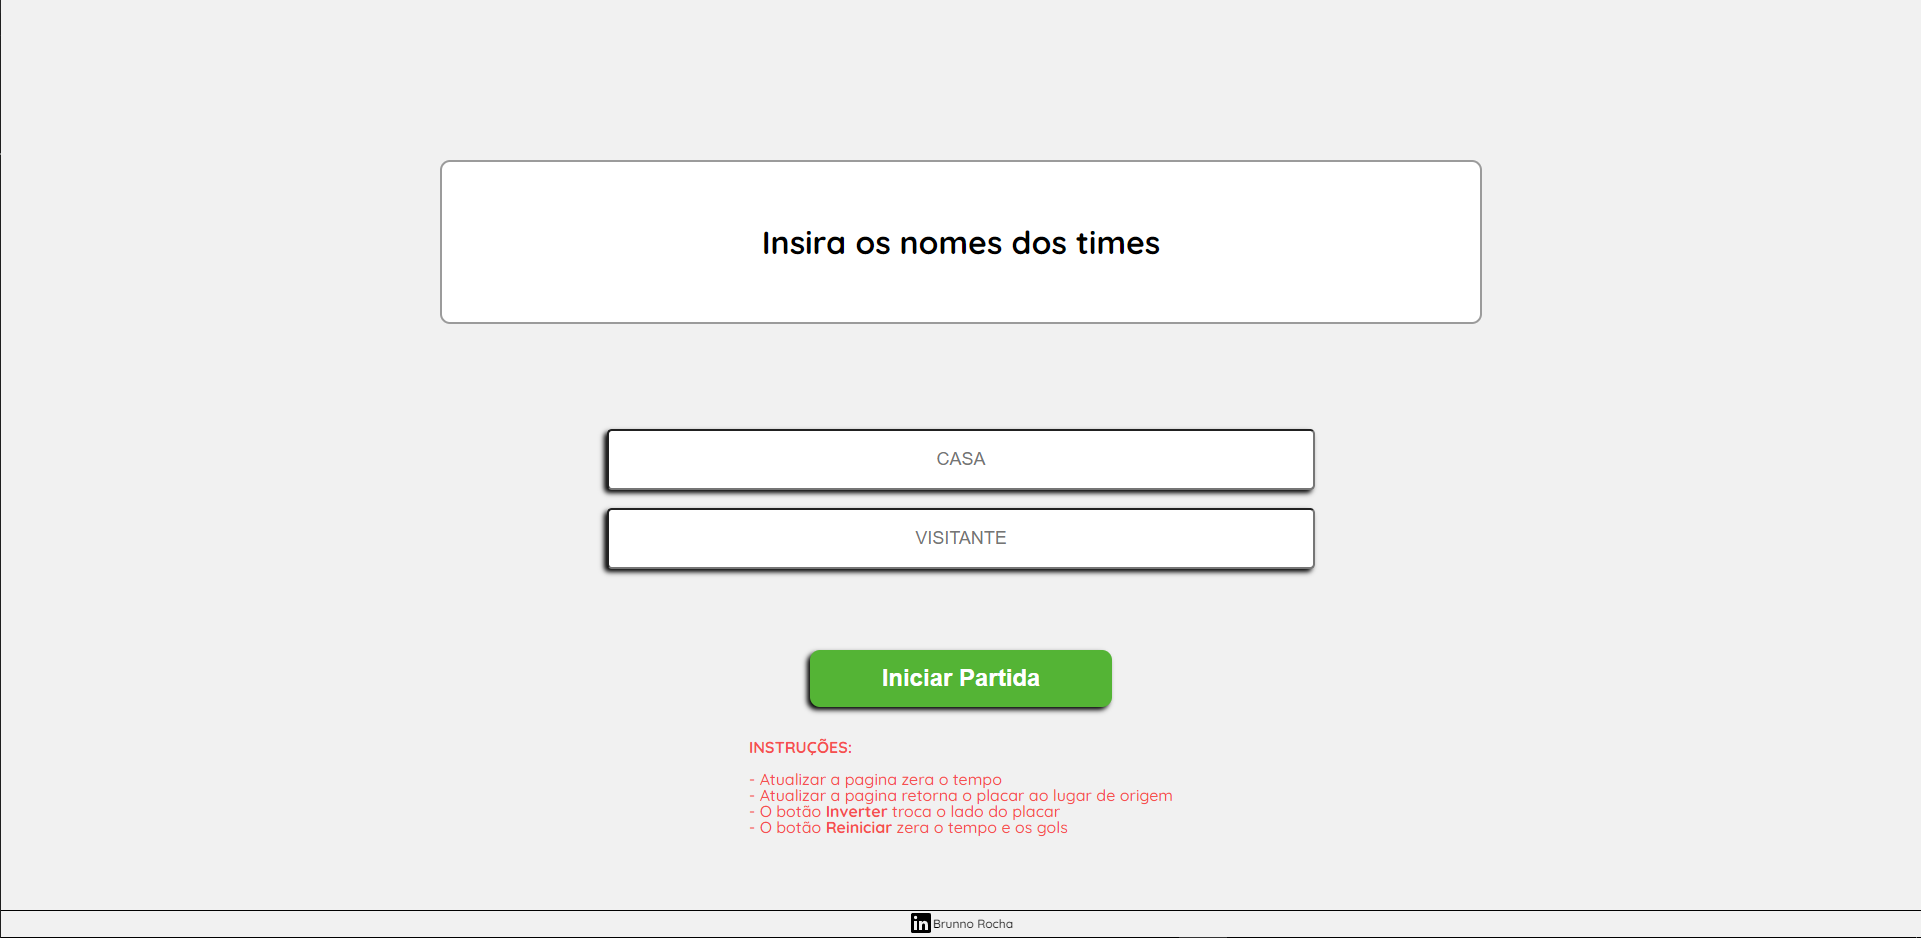 Insira os nomes dos times
CASA
VISITANTE
Iniciar Partida
INSTRUÇÕES:
- Atualizar a pagina zera o tempo
- Atualizar a pagina retorna o placar ao lugar de origem
- O botão Inverter troca o lado do placar
- O botão Reiniciar zera o tempo e os gols
in Brunno Rocha